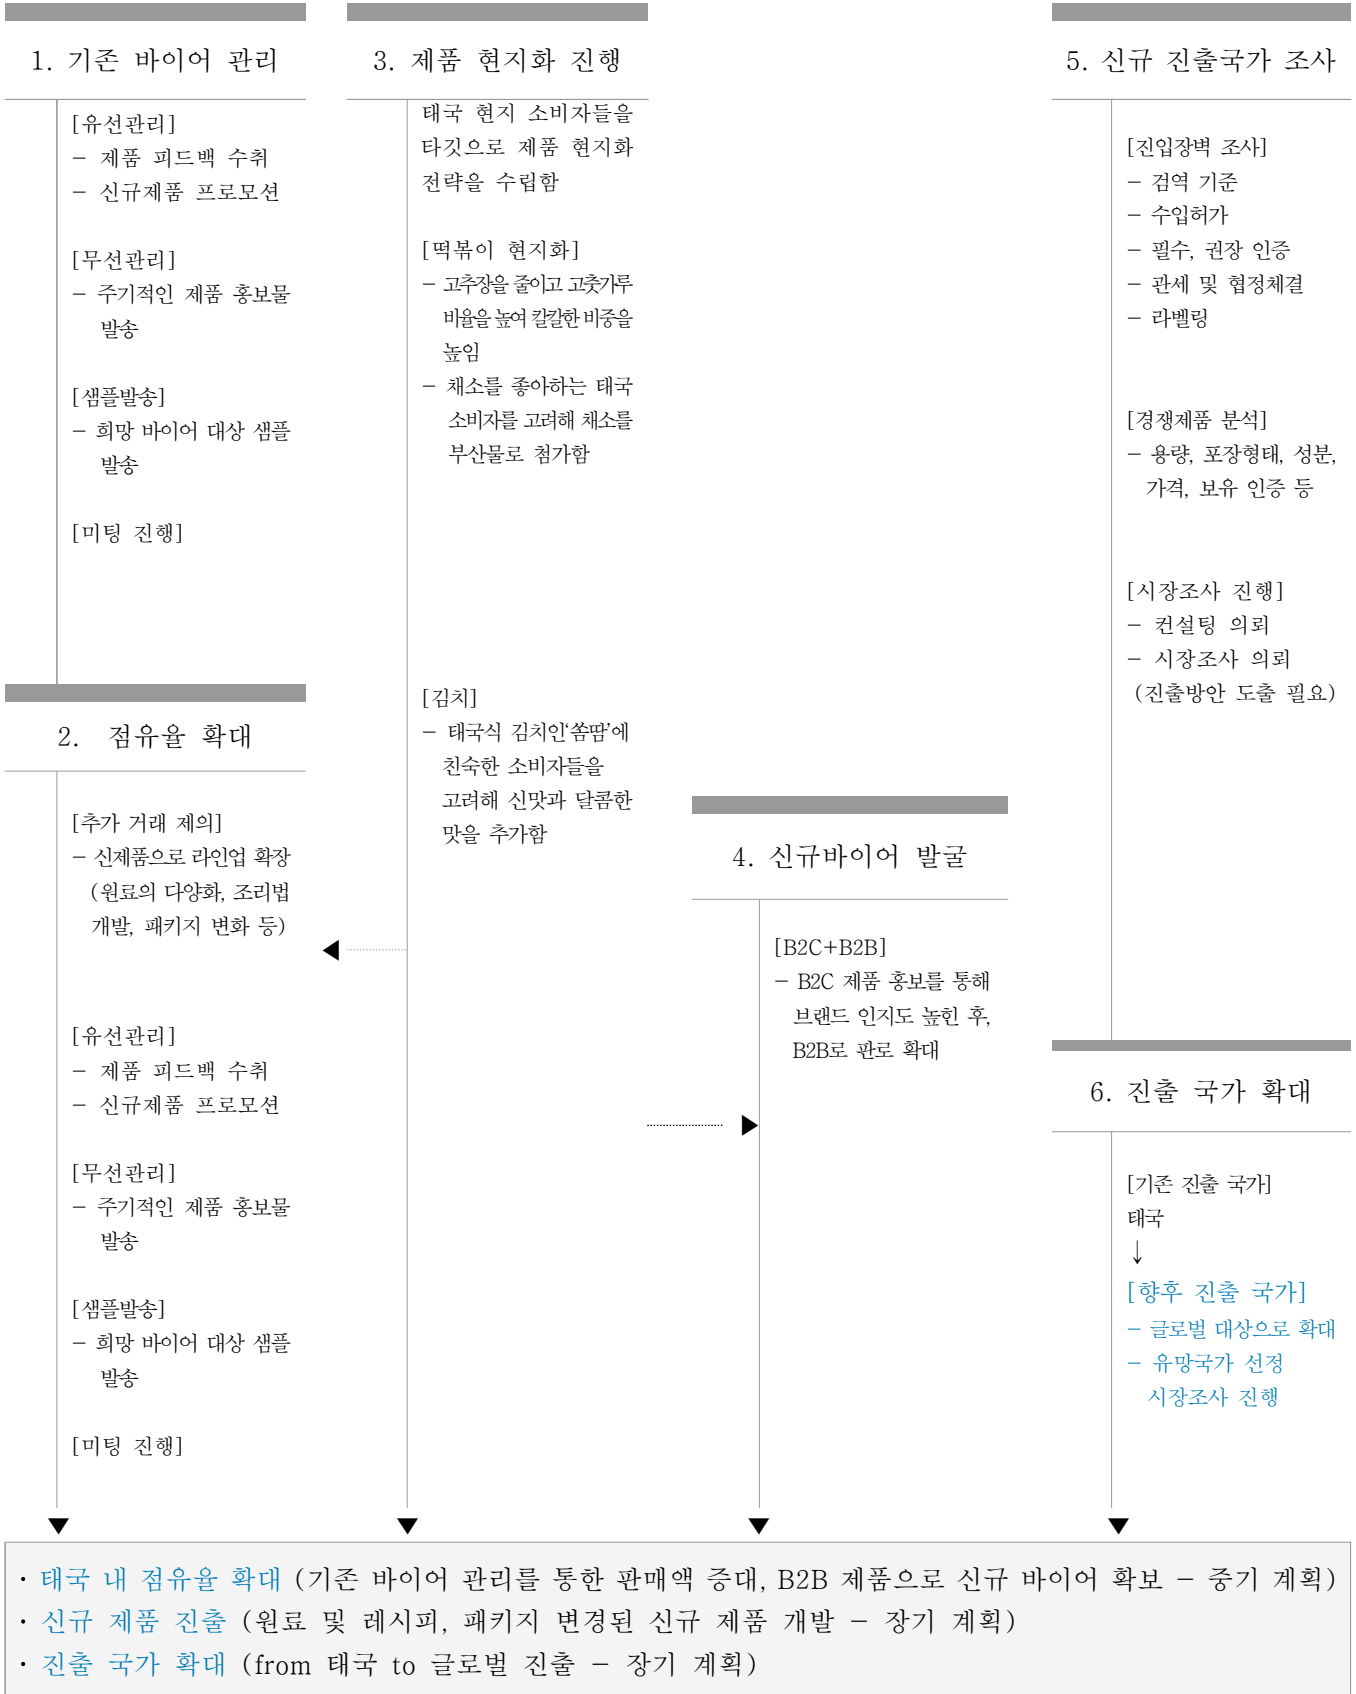 1. 기존 바이어 관리
[유선관리]
- 제품 피드백 수취
- 신규제품 프로모션
[무선관리]
- 주기적인 제품 홍보물
발송
[샘플발송]
- 희망 바이어 대상 샘플
발송
[미팅 진행]
2. 점유율 확대
[추가 거래 제의]
- 신제품으로 라인업 확장
(원료의 다양화, 조리법
개발, 패키지 변화 등)
[유선관리]
- 제품 피드백 수취
- 신규제품 프로모션
[무선관리]
- 주기적인 제품 홍보물
발송
[샘플발송]
- 희망 바이어 대상 샘플
발송
[미팅 진행]
3. 제품 현지화 진행
태국 현지 소비자들을
타깃으로 제품 현지화
전략을 수립함
[떡볶이 현지화]
- 고추장을 줄이고 고춧가루
비율을 높여 칼칼한 비중을
높임
- 채소를 좋아하는 태국
소비자를 고려해 채소를
부산물로 첨가함
[김치]
- 태국식 김치인‘쏨땀’에
친숙한 소비자들을
고려해 신맛과 달콤한
맛을 추가함
4. 신규바이어 발굴
[B2C+B2B]
- B2C 제품 홍보를 통해
브랜드 인지도 높힌 후,
B2B로 판로 확대
5. 신규 진출국가 조사
[진입장벽 조사]
- 검역 기준
- 수입허가
- 필수, 권장 인증
- 관세 및 협정체결
- 라벨링
[경쟁제품 분석]
- 용량, 포장형태, 성분,
가격, 보유 인증 등
[시장조사 진행]
- 컨설팅 의뢰
- 시장조사 의뢰
(진출방안 도출 필요)
6. 진출 국가 확대
[기존 진출 국가]
태국
↓
[향후 진출 국가]
- 글로벌 대상으로 확대
- 유망국가 선정
시장조사 진행
· 태국 내 점유율 확대 (기존 바이어 관리를 통한 판매액 증대, B2B 제품으로 신규 바이어 확보 - 중기 계획)
· 신규 제품 진출 (원료 및 레시피, 패키지 변경된 신규 제품 개발 - 장기 계획)
· 진출 국가 확대 (from 태국 to 글로벌 진출 - 장기 계획)